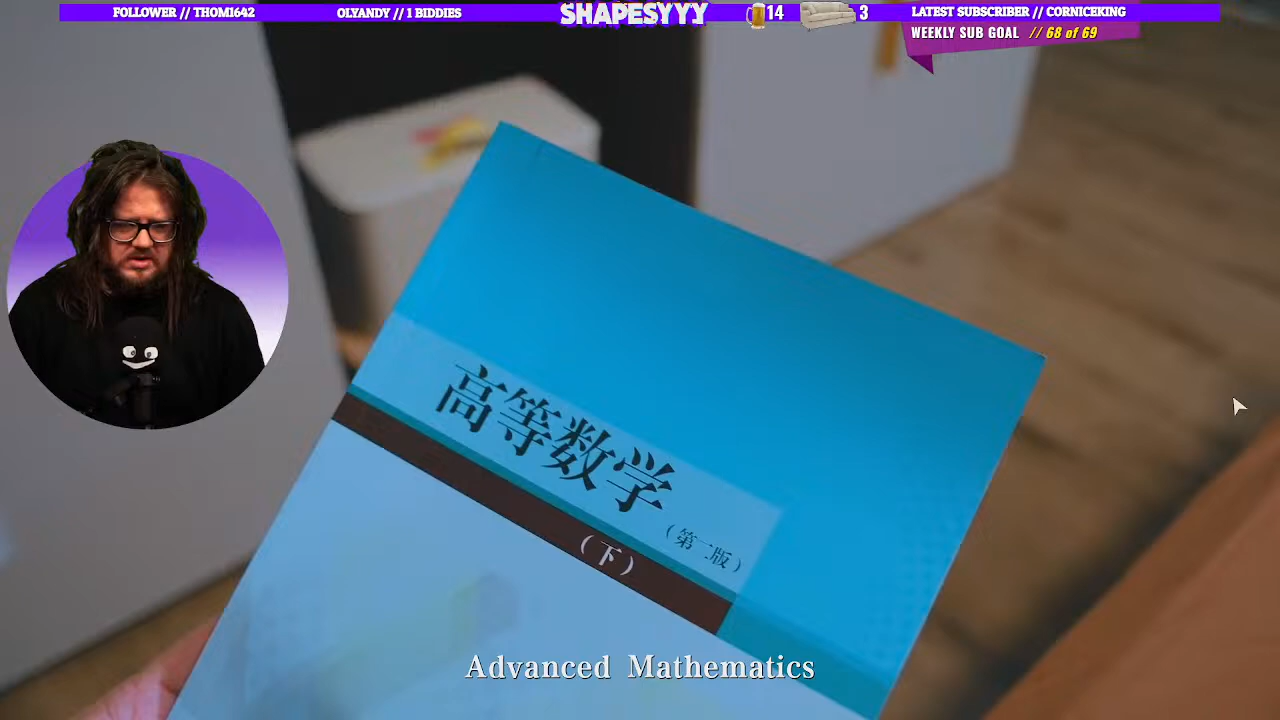 FOLLOWER // THOM1642
OLYANDY // 1 BIDDIES
SHAPESYYY
14
3
LATEST SUBSCRIBER // CORNICEKING
WEEKLY SUB GOAL // 68 of 69
高等数学
(第二版)
(下)
Advanced Mathematics